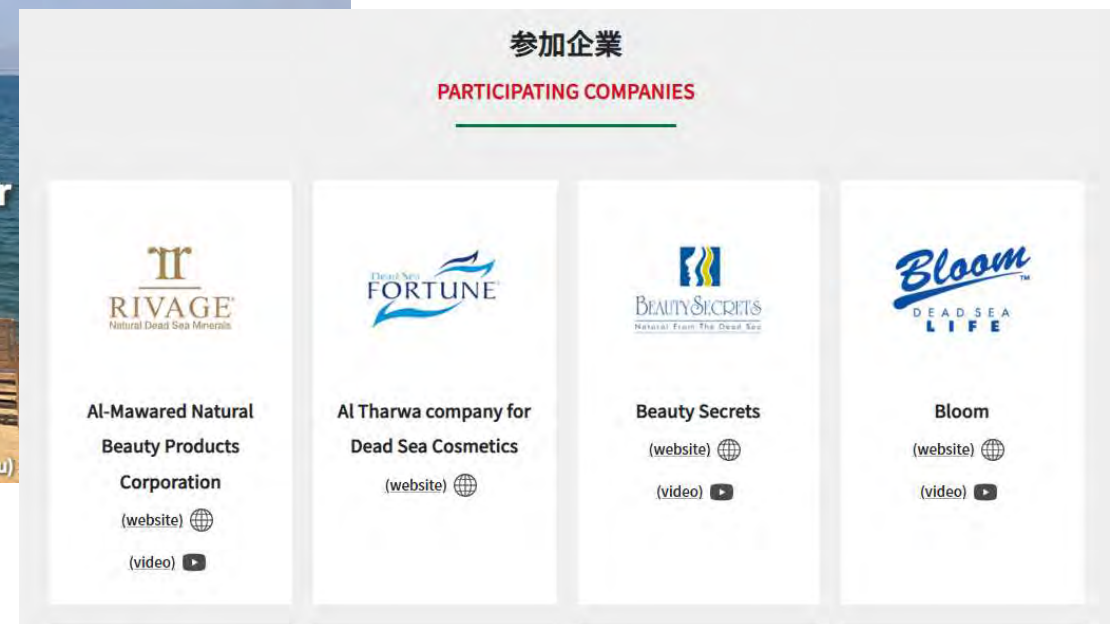 参加企業
PARTICIPATING COMPANIES
r
u)
RIVAGE
Natural Dead Sea Minerals
Al-Mawared Natural
Beauty Products
Corporation
(website)
(video)
Dead Sea
FORTUNE
Al Tharwa company for
Dead Sea Cosmetics
(website)
BEAUTY SECRETS
Natural From The Dead Sea
Beauty Secrets
(website)
(video)
Bloom
TM
DEAD SEA
LIFE
Bloom
(website)
(video)